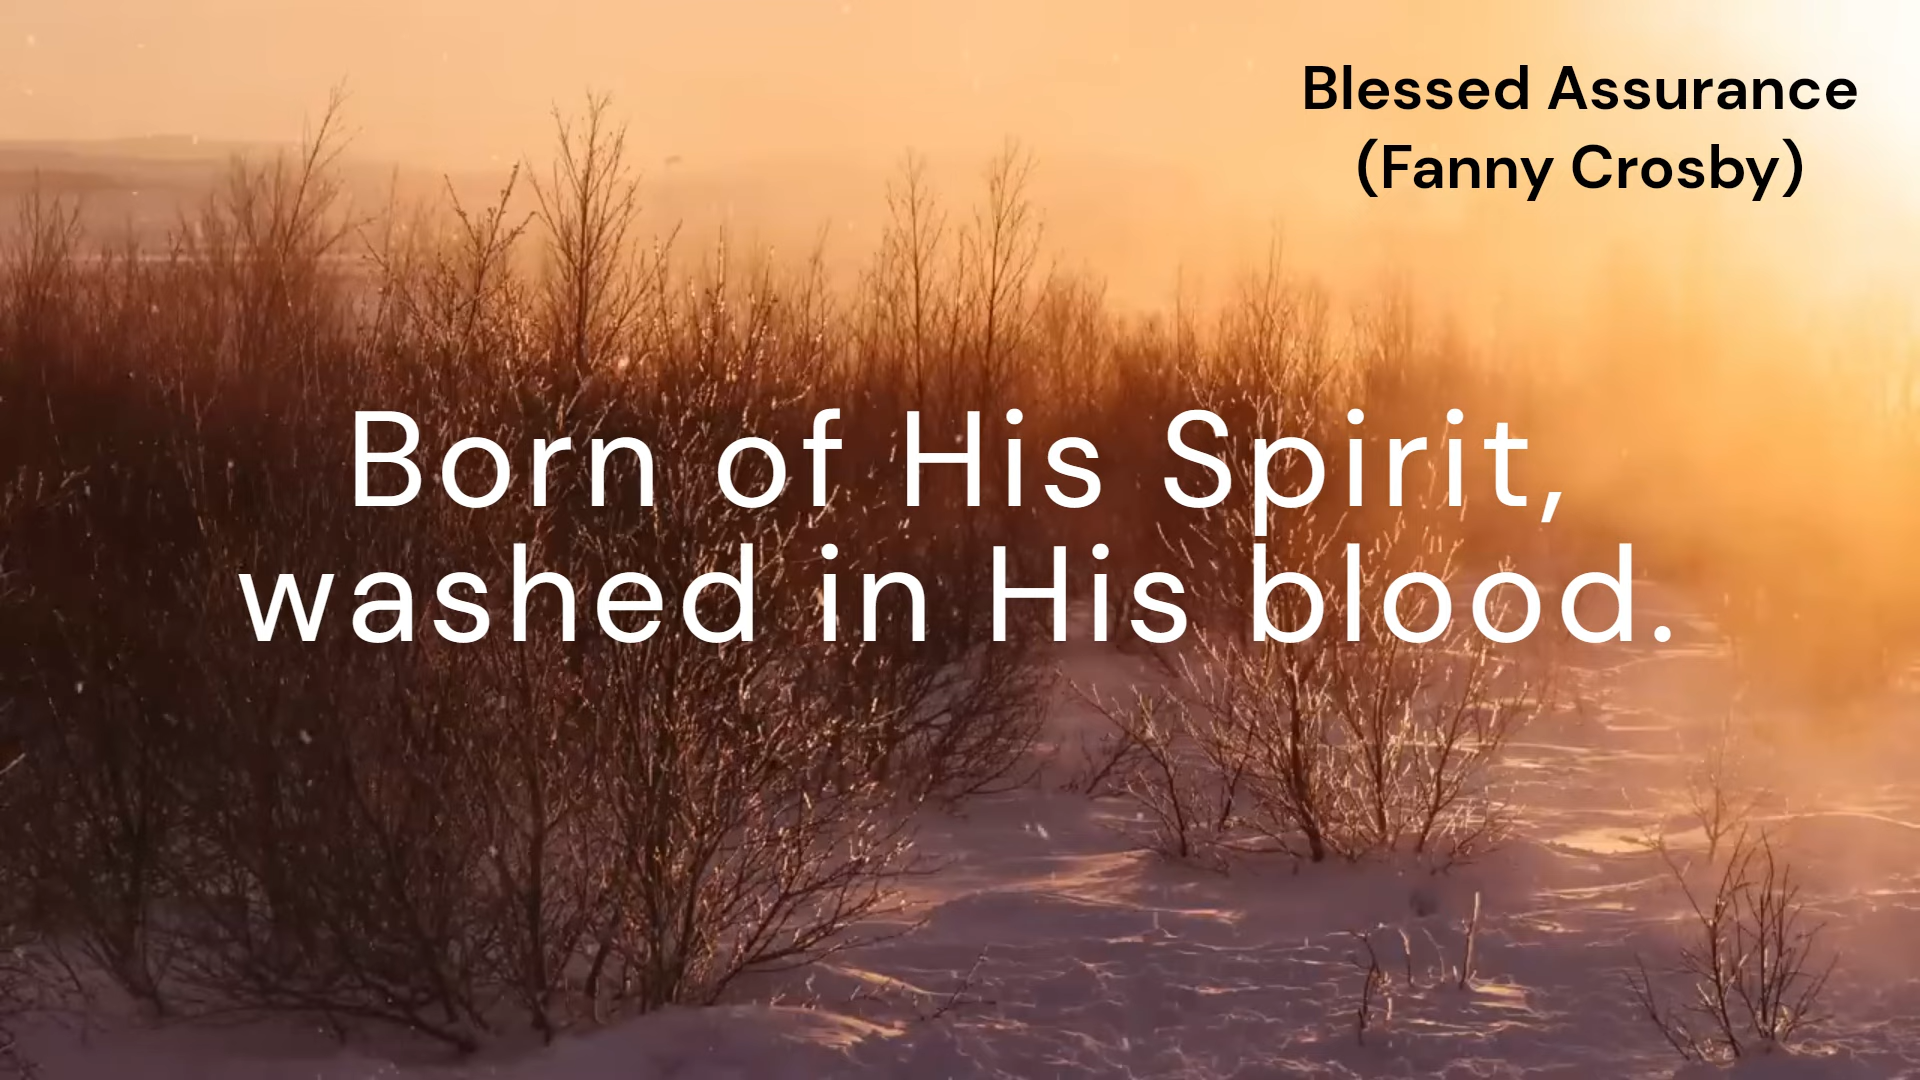 Blessed Assurance
(Fanny Crosby)
Born of His Spirit,
washed in His blood.